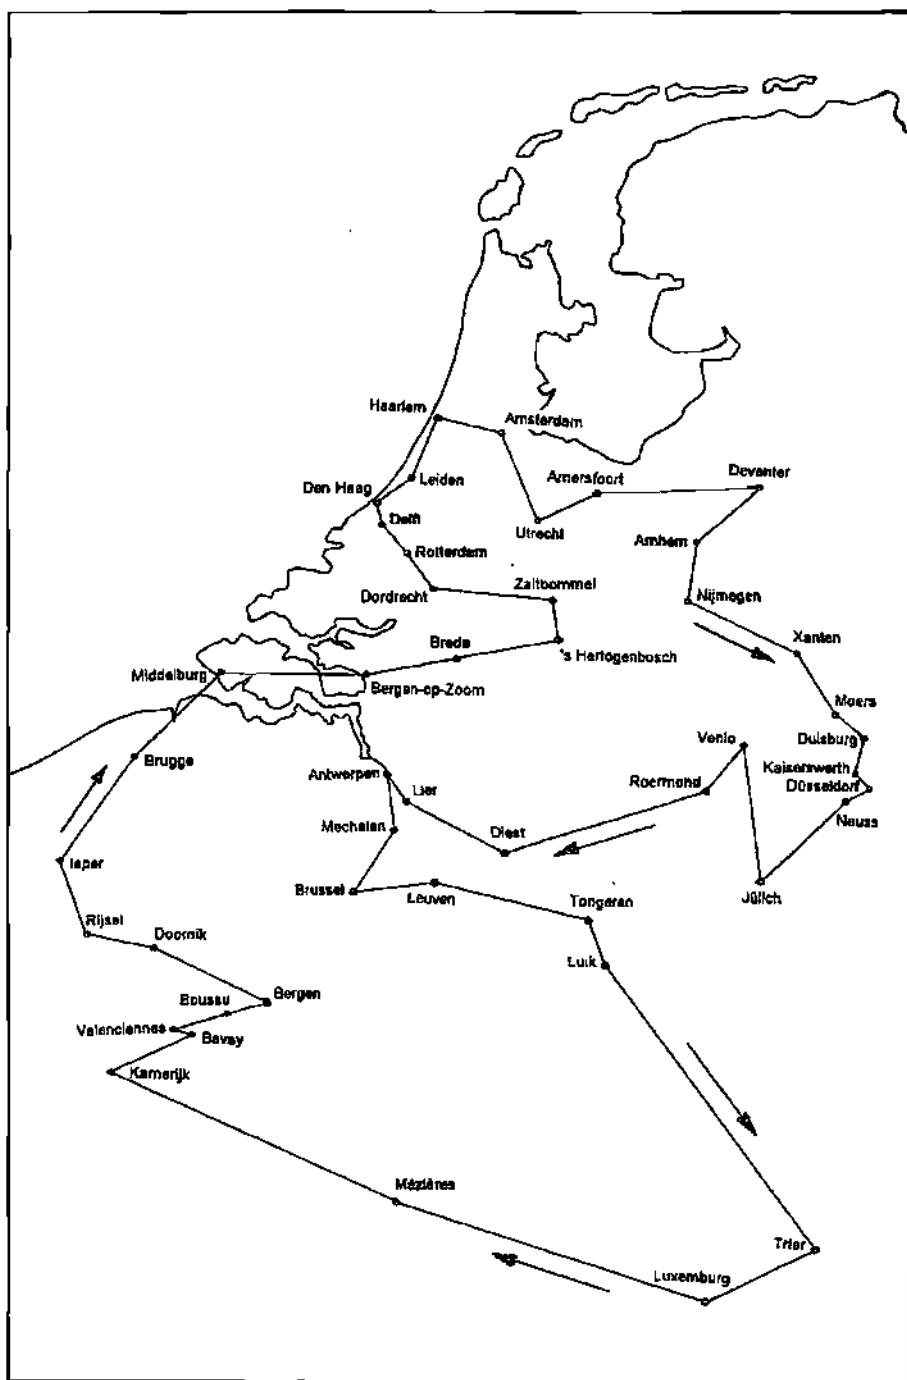 Haarlem
Amsterdam
Deventer
Amersfoort
Leiden
Den Haag
Delft
Utrecht
Arnhem
Rotterdam
Zaltbommel
Dordrecht
Nijmegen
Xanten
Breda
's Hertogenbosch
Middelburg
Bergen-op-Zoom
Moers
Duisburg
Venlo
Brugge
Kaiserswerth
Antwerpen
Roermond
Düsseldorf
Lier
Neuss
Mechelen
Diest
Ieper
Brussel
Leuven
Jülich
Tongeren
Rijsel
Doornik
Luik
Bergen
Boussu
Valenciennes
Bavay
Kamerijk
Mézières
Trier
Luxemburg